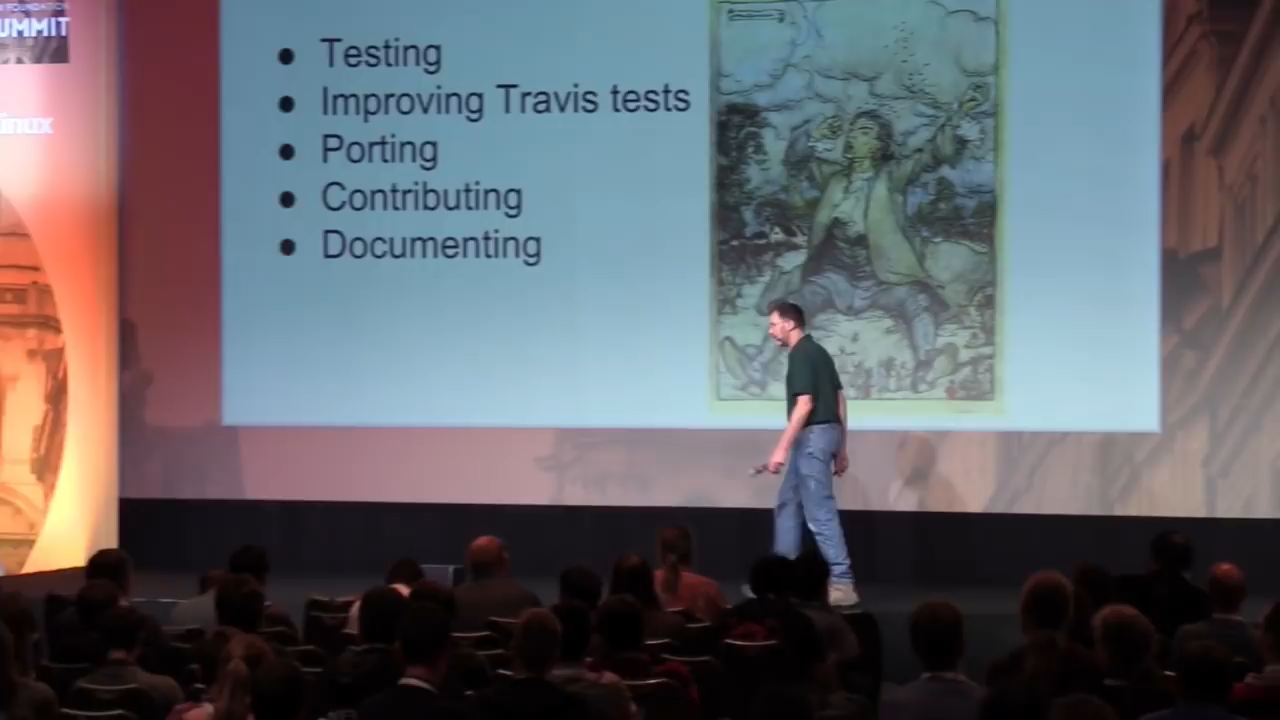 UMMIT
inux
● Testing
● Improving Travis tests
● Porting
● Contributing
● Documenting